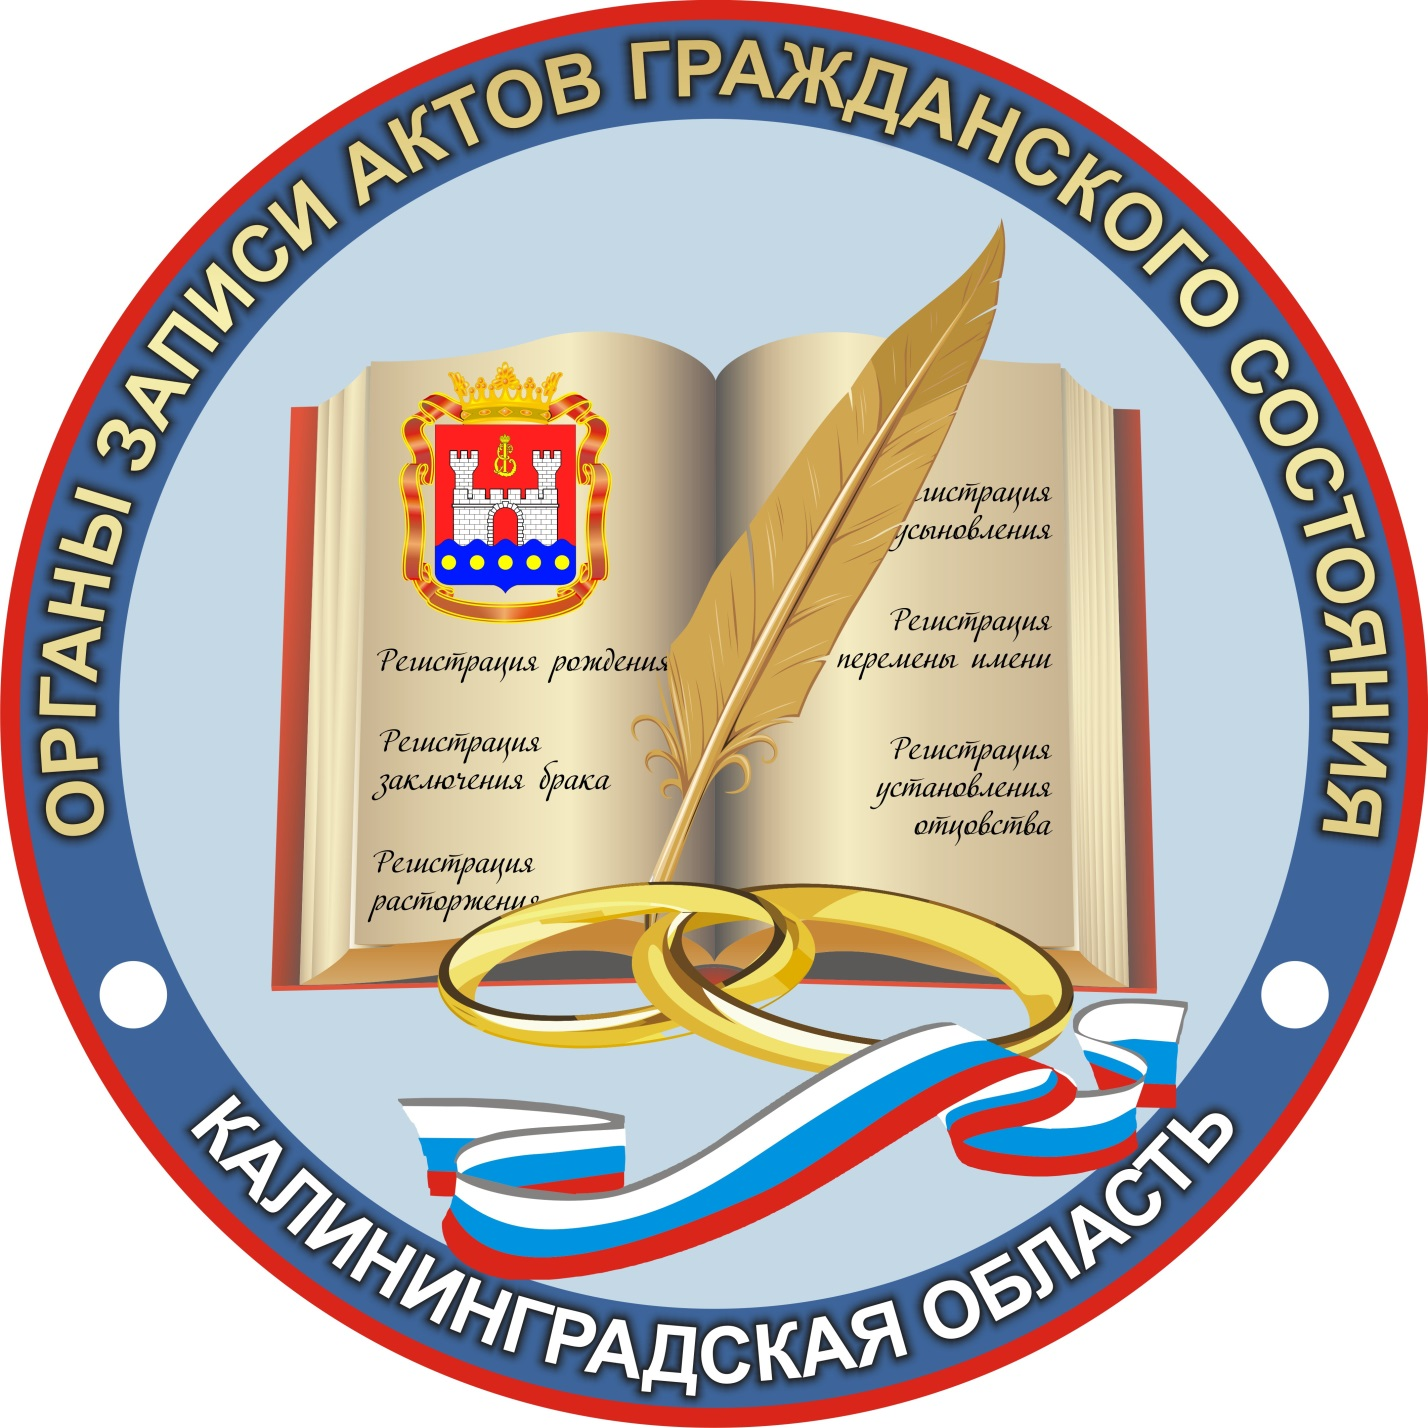 ОРГАНЫ ЗАПИСИ АКТОВ ГРАЖДАНСКОГО СОСТОЯНИЯ
Регистрация рождения
Регистрация
заключения брака
Регистрация
расторжения
усыновления
Регистрация
перемены имени
Регистрация
установления
отцовства
КАЛИНИНГРАДСКАЯ ОБЛАСТЬ